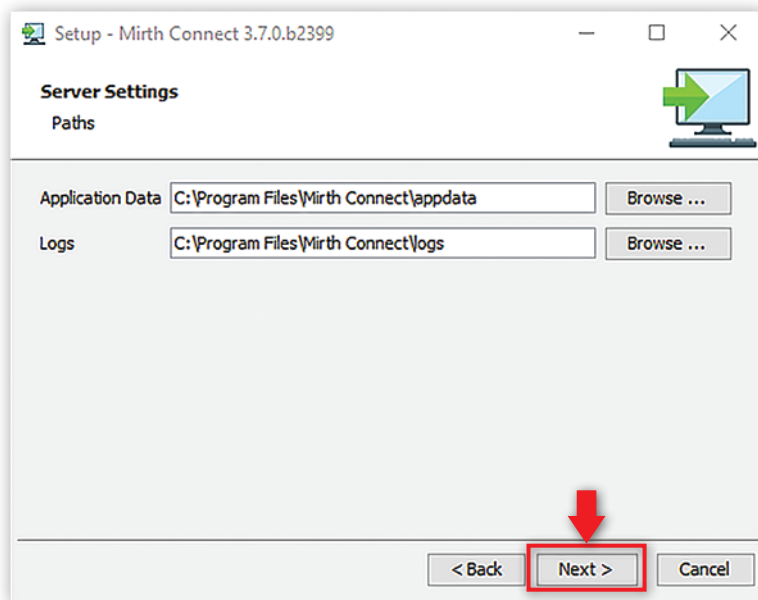 Setup - Mirth Connect 3.7.0.b2399
Server Settings
Paths
Application Data C:\Program Files\Mirth Connect\appdata Browse ...
Logs C:\Program Files\Mirth Connect\logs Browse ...
< Back Next > Cancel